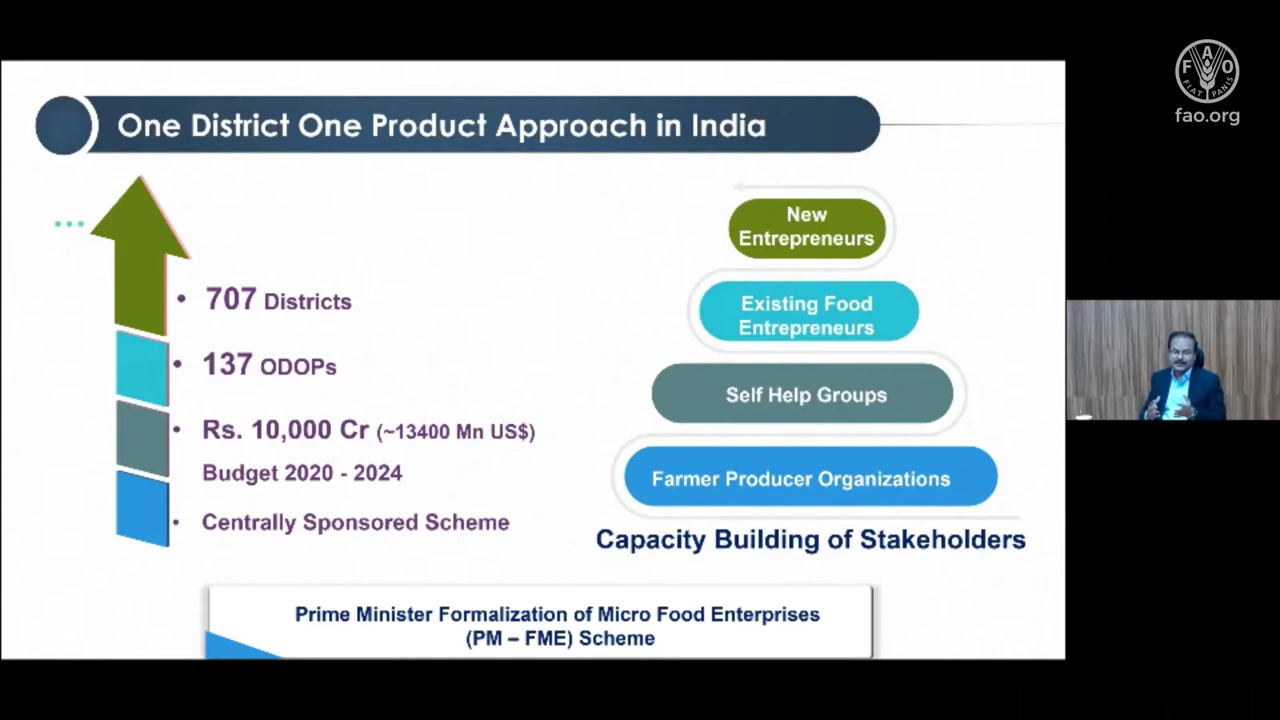 One District One Product Approach in India
• 707 Districts
• 137 ODOPs
• Rs. 10,000 Cr (~13400 Mn US$)
Budget 2020 - 2024
• Centrally Sponsored Scheme
New
Entrepreneurs
Existing Food
Entrepreneurs
Self Help Groups
Farmer Producer Organizations
Capacity Building of Stakeholders
Prime Minister Formalization of Micro Food Enterprises
(PM – FME) Scheme
F A O
FIAT PANIS
fao.org